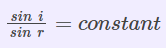 sin i / sin r = constant